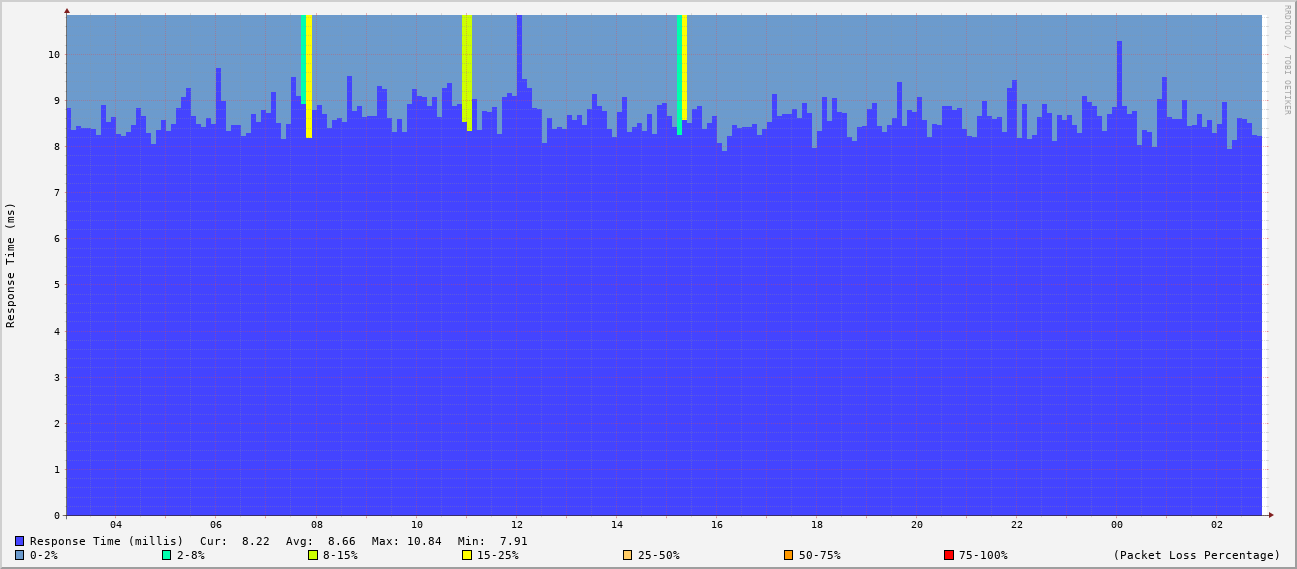 RRDTOOL / TOBI OETIKER
Response Time (ms)
10
9
8
7
6
5
4
3
2
1
0
04 06 08 10 12 14 16 18 20 22 00 02
Response Time (millis) Cur: 8.22 Avg: 8.66 Max: 10.84 Min: 7.91
0-2% 2-8% 8-15% 15-25% 25-50% 50-75% 75-100% (Packet Loss Percentage)